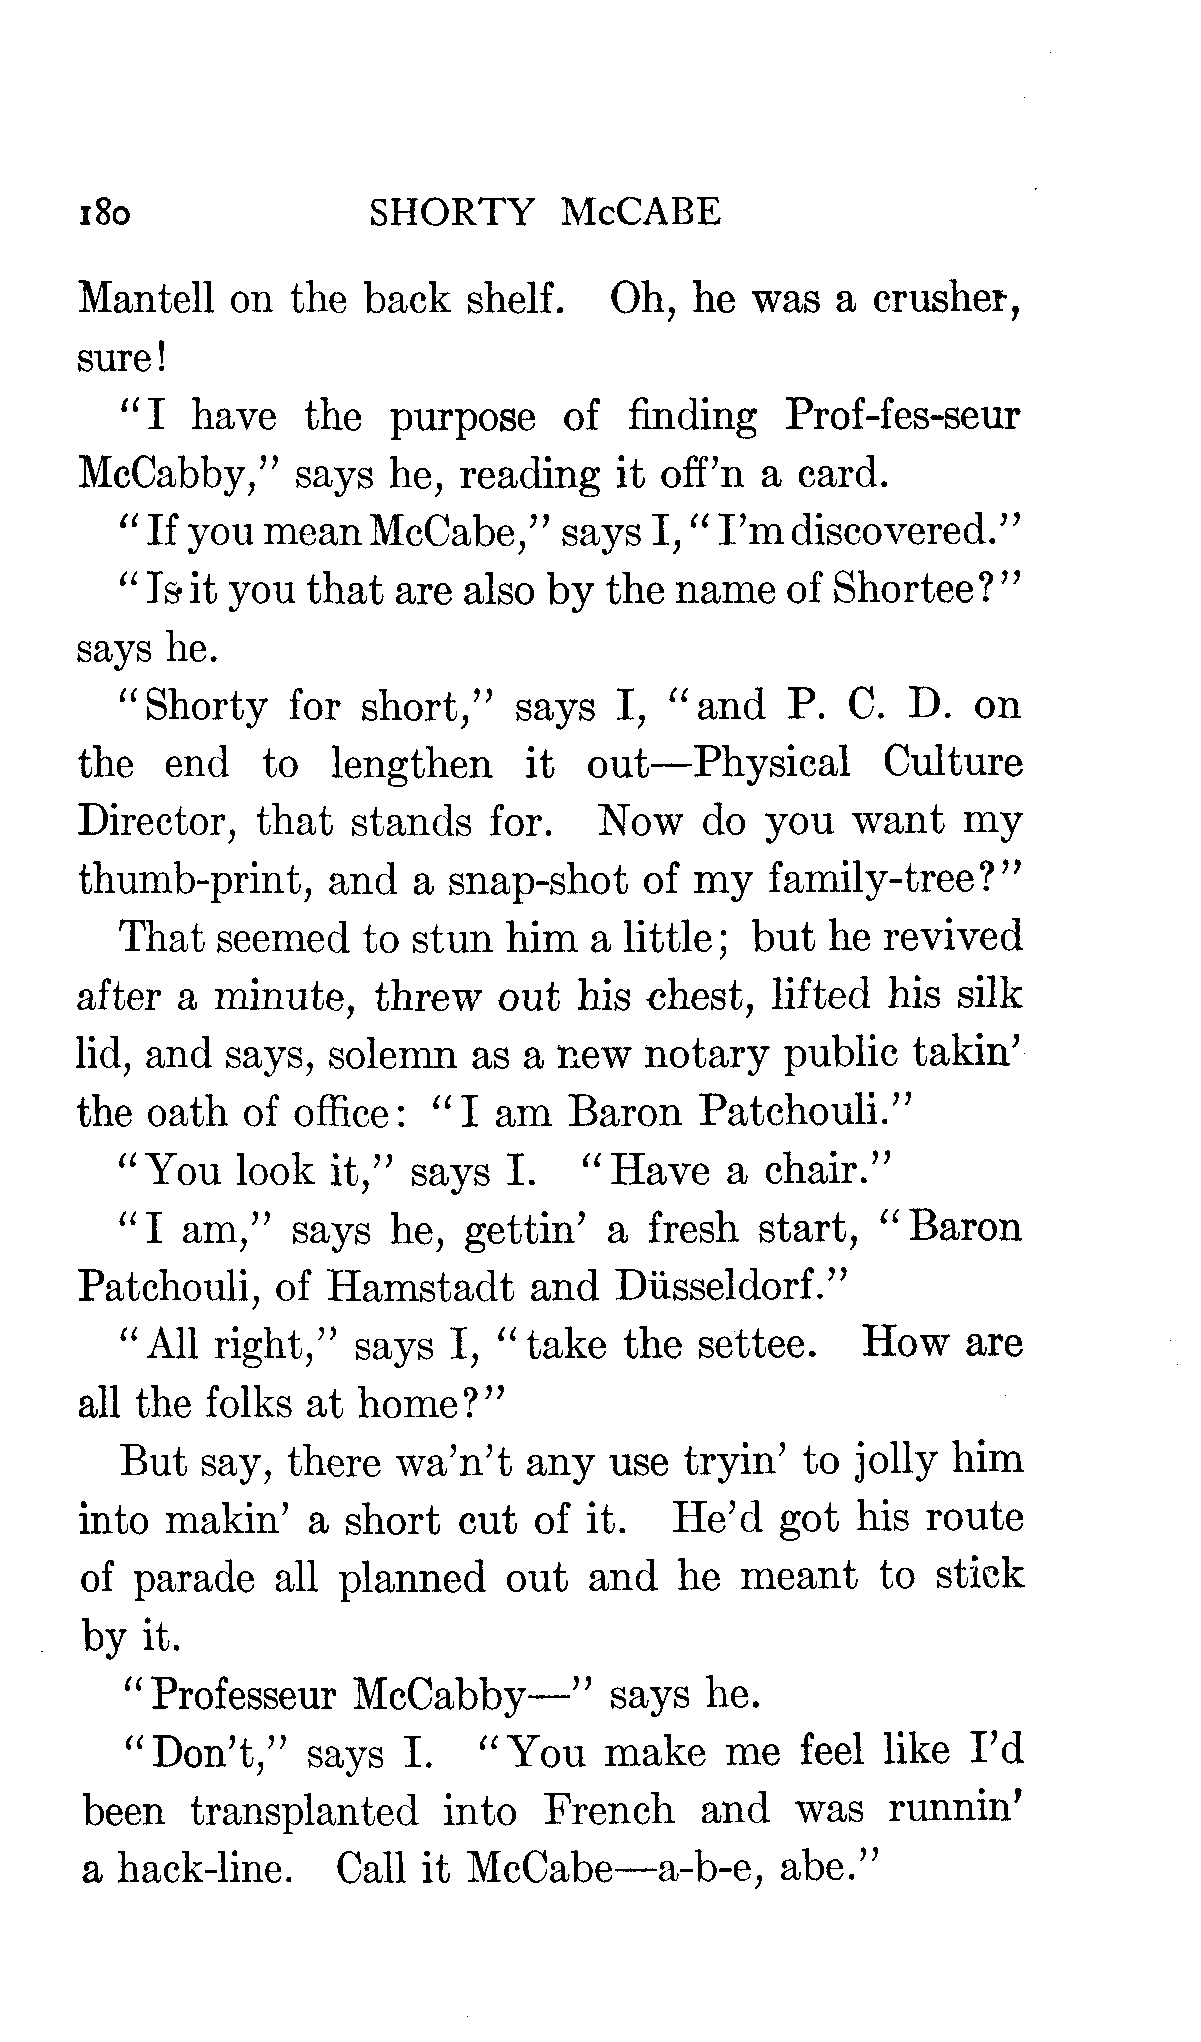 180 SHORTY McCABE
Mantell on the back shelf. Oh, he was a crusher,
sure!
"I have the purpose of finding Prof-fes-seur
McCabby," says he, reading it off'n a card.
"If you mean McCabe," says I, "I'm discovered."
"Is it you that are also by the name of Shortee?"
says he.
"Shorty for short," says I, "and P. C. D. on
the end to lengthen it out—Physical Culture
Director, that stands for. Now do you want my
thumb-print, and a snap-shot of my family-tree?"
That seemed to stun him a little; but he revived
after a minute, threw out his chest, lifted his silk
lid, and says, solemn as a new notary public takin'
the oath of office: "I am Baron Patchouli."
"You look it," says I. "Have a chair."
"I am," says he, gettin' a fresh start, "Baron
Patchouli, of Hamstadt and Düsseldorf."
"All right," says I, "take the settee. How are
all the folks at home?"
But say, there wa'n't any use tryin' to jolly him
into makin' a short cut of it. He'd got his route
of parade all planned out and he meant to stick
by it.
"Professeur McCabby—" says he.
"Don't," says I. "You make me feel like I'd
been transplanted into French and was runnin'
a hack-line. Call it McCabe—a-b-e, abe."